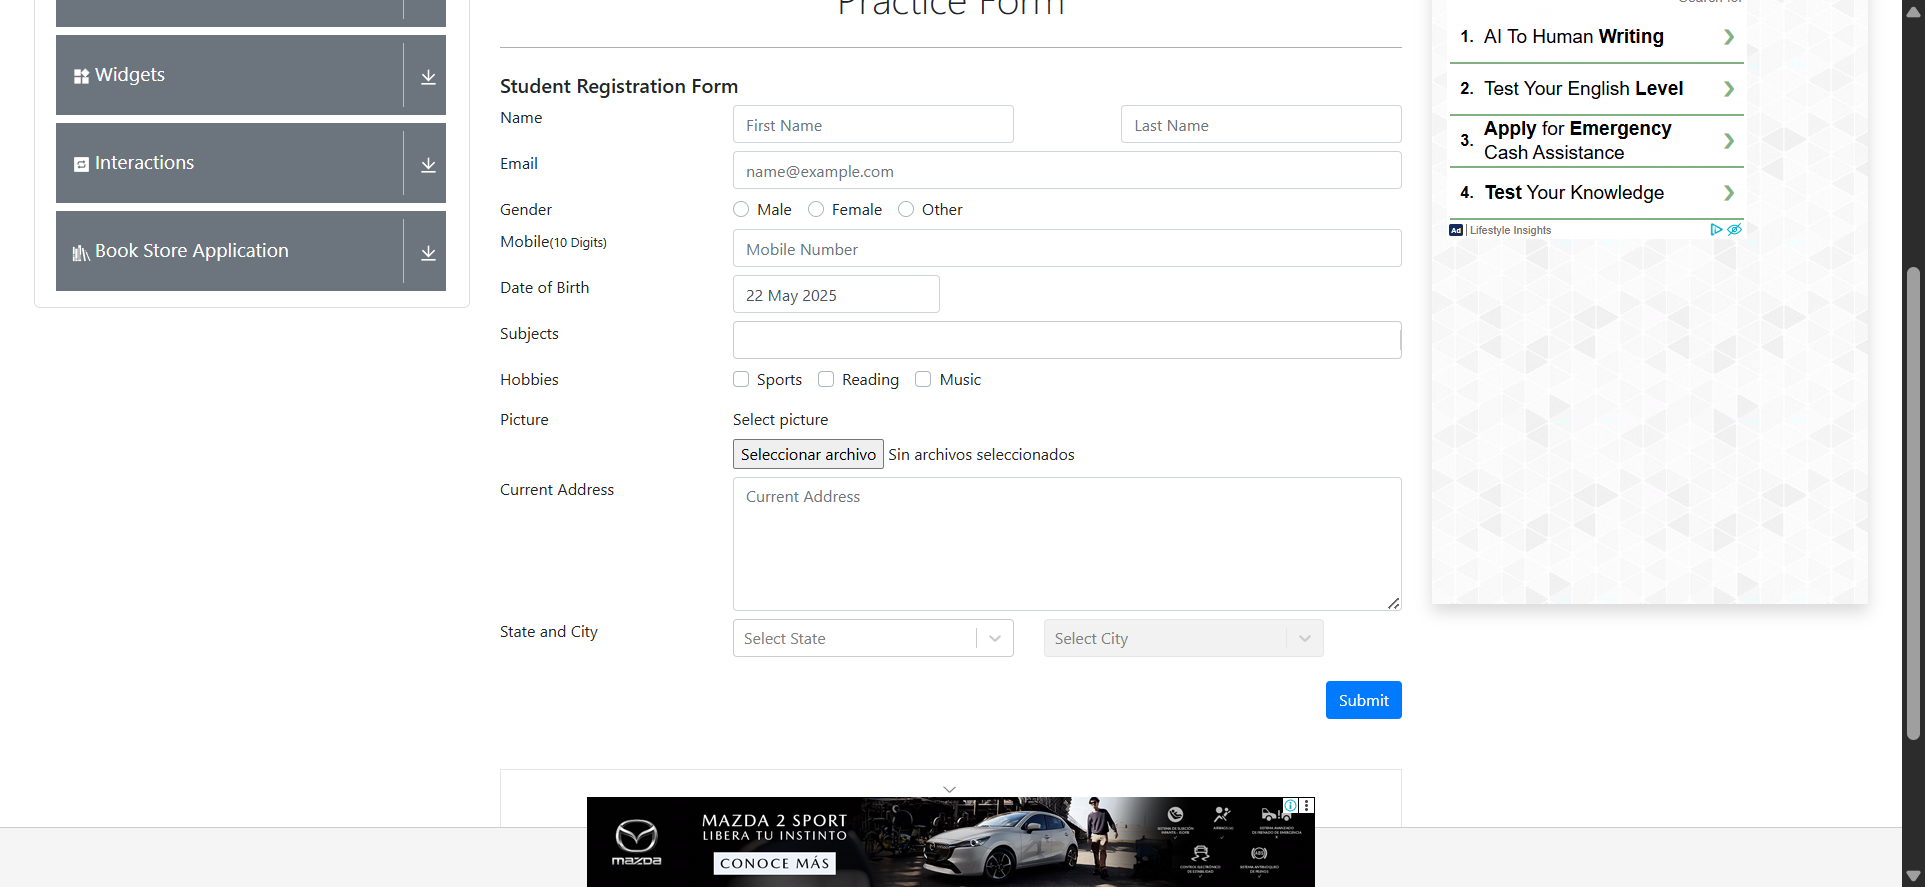 Practice Form
Widgets
Interactions
Book Store Application
Student Registration Form
Name
First Name
Last Name
Email
name@example.com
Gender
Male
Female
Other
Mobile(10 Digits)
Mobile Number
Date of Birth
22 May 2025
Subjects
Hobbies
Sports
Reading
Music
Picture
Select picture
Seleccionar archivo Sin archivos seleccionados
Current Address
Current Address
State and City
Select State
Select City
Submit
Search for
1. AI To Human Writing
2. Test Your English Level
3. Apply for Emergency
Cash Assistance
4. Test Your Knowledge
Ad | Lifestyle Insights
mazda
MAZDA 2 SPORT
LIBERA TU INSTINTO
CONOCE MÁS